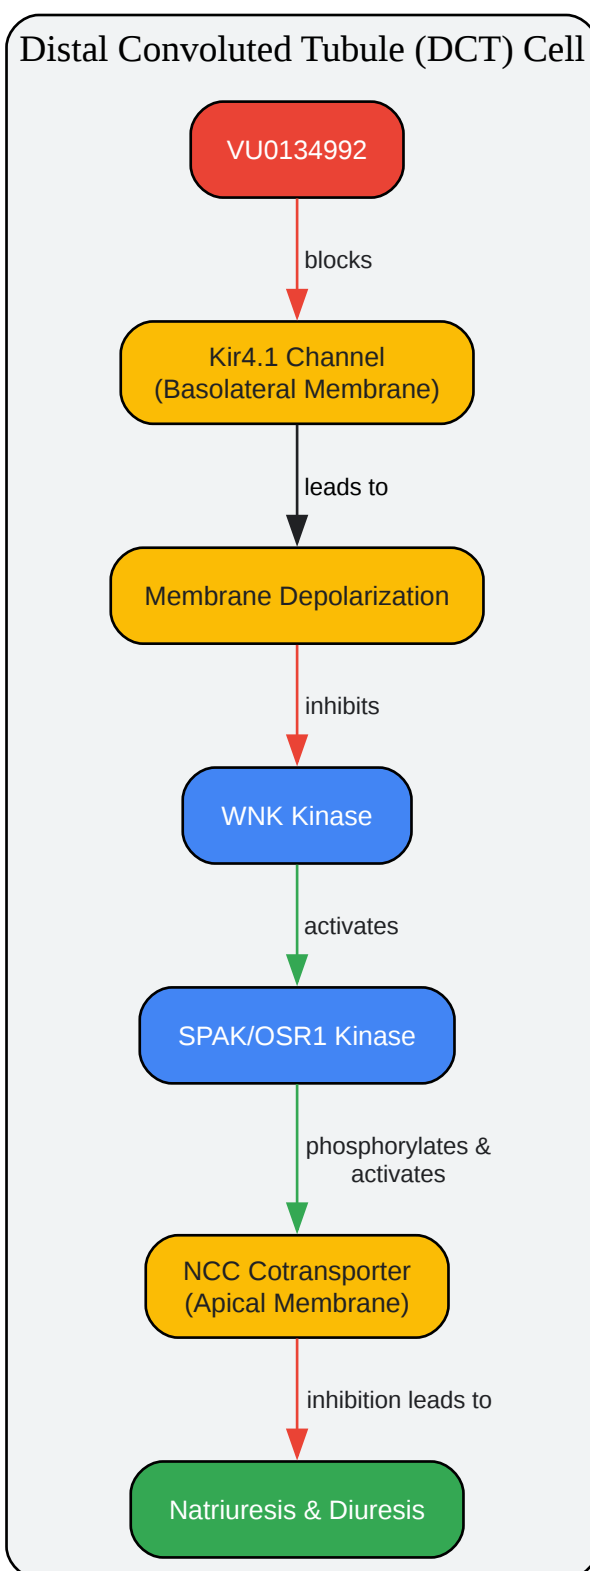 Distal Convoluted Tubule (DCT) Cell
VU0134992
blocks
Kir4.1 Channel
(Basolateral Membrane)
leads to
Membrane Depolarization
inhibits
WNK Kinase
activates
SPAK/OSR1 Kinase
phosphorylates &
activates
NCC Cotransporter
(Apical Membrane)
inhibition leads to
Natriuresis & Diuresis